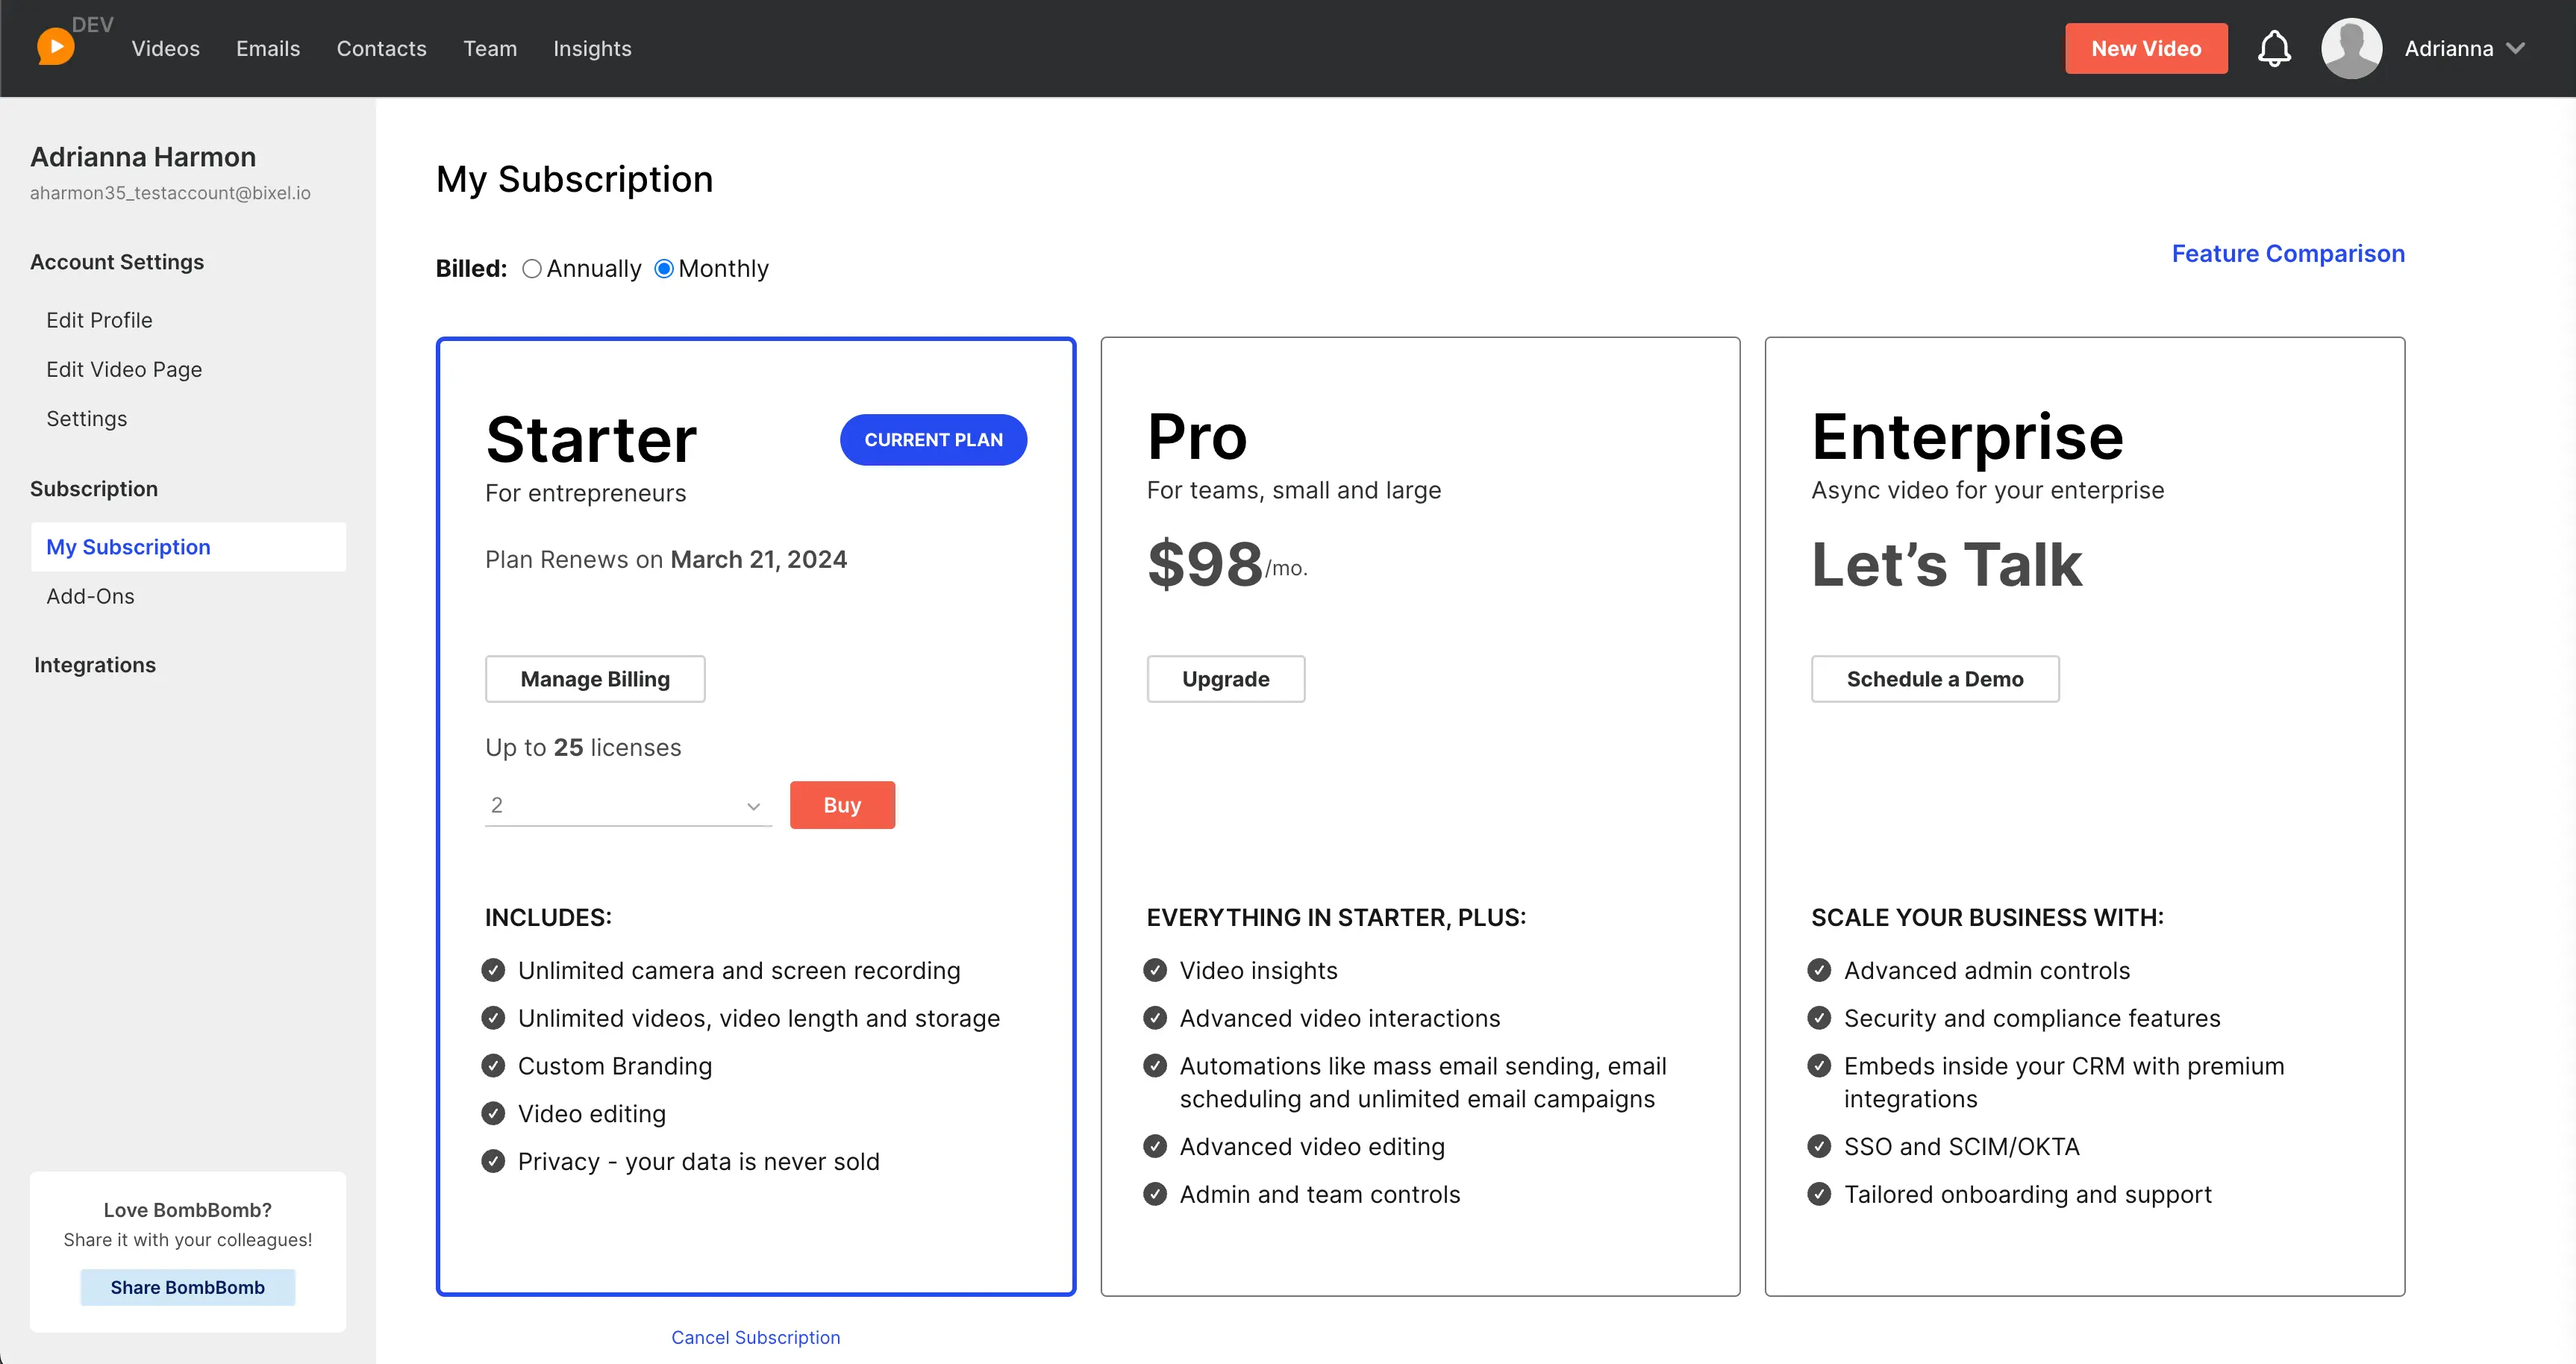 DEV
Videos Emails Contacts Team Insights
New Video
Adrianna
Adrianna Harmon
aharmon35_testaccount@bixel.io
Account Settings
Edit Profile
Edit Video Page
Settings
Subscription
My Subscription
Add-Ons
Integrations
Love BombBomb?
Share it with your colleagues!
Share BombBomb
My Subscription
Billed: Annually Monthly
Feature Comparison
Starter
CURRENT PLAN
For entrepreneurs
Plan Renews on March 21, 2024
Manage Billing
Up to 25 licenses
2
Buy
INCLUDES:
Unlimited camera and screen recording
Unlimited videos, video length and storage
Custom Branding
Video editing
Privacy - your data is never sold
Pro
For teams, small and large
$98/mo.
Upgrade
EVERYTHING IN STARTER, PLUS:
Video insights
Advanced video interactions
Automations like mass email sending, email
scheduling and unlimited email campaigns
Advanced video editing
Admin and team controls
Enterprise
Async video for your enterprise
Let’s Talk
Schedule a Demo
SCALE YOUR BUSINESS WITH:
Advanced admin controls
Security and compliance features
Embeds inside your CRM with premium
integrations
SSO and SCIM/OKTA
Tailored onboarding and support
Cancel Subscription